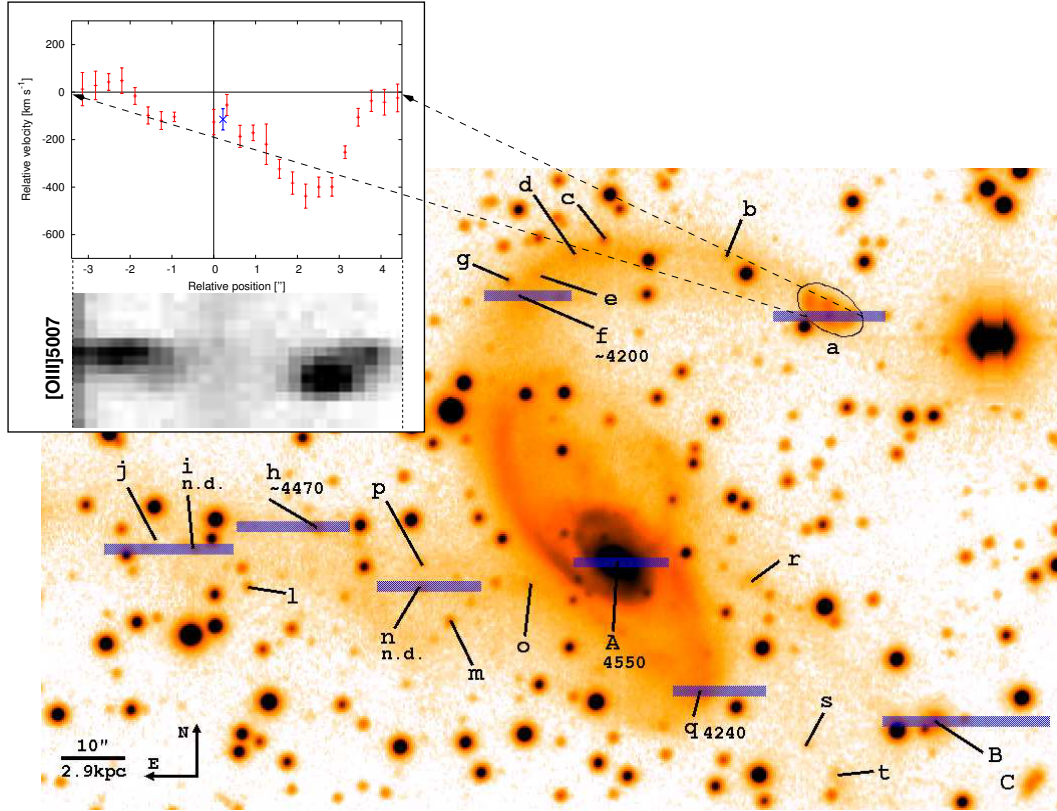 200
0
-200
-400
-600
Relative velocity [km s⁻¹]
-3 -2 -1 0 1 2 3 4
Relative position ["]
[OIII]5007
d
c
b
g
e
f
~4200
a
j
i
n.d.
h
~4470
p
l
n
n.d.
m
o
A
4550
r
q 4240
s
B
t
C
10"
2.9kpc
N
E